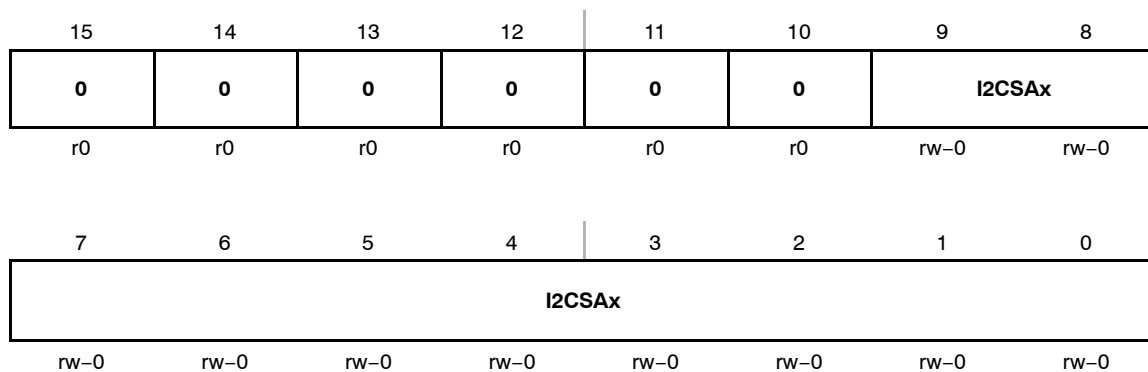 15 14 13 12 11 10 9 8
0 0 0 0 0 0 I2CSAx
r0 r0 r0 r0 r0 r0 rw−0 rw−0
7 6 5 4 3 2 1 0
I2CSAx
rw−0 rw−0 rw−0 rw−0 rw−0 rw−0 rw−0 rw−0